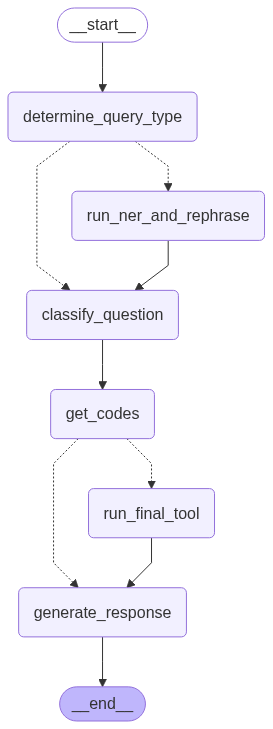 __start__
determine_query_type
run_ner_and_rephrase
classify_question
get_codes
run_final_tool
generate_response
__end__